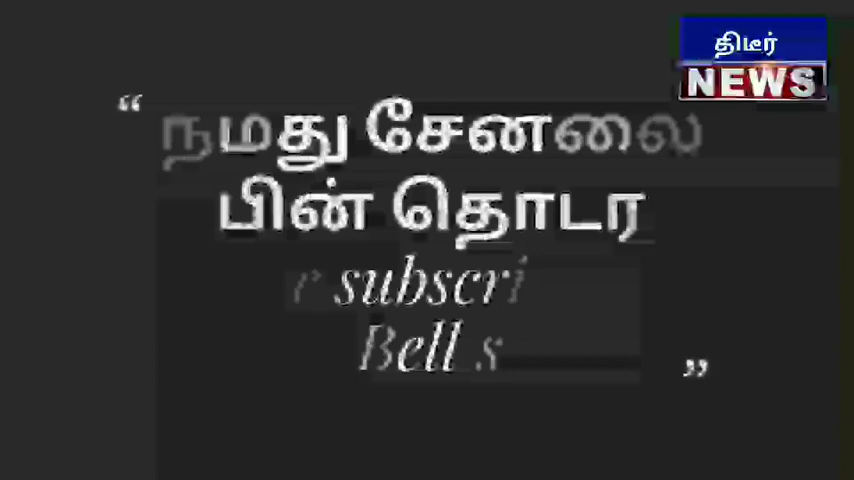 திடீர்
NEWS
“ நமது சேனலை
பின் தொடர
subscri
Bell s ”